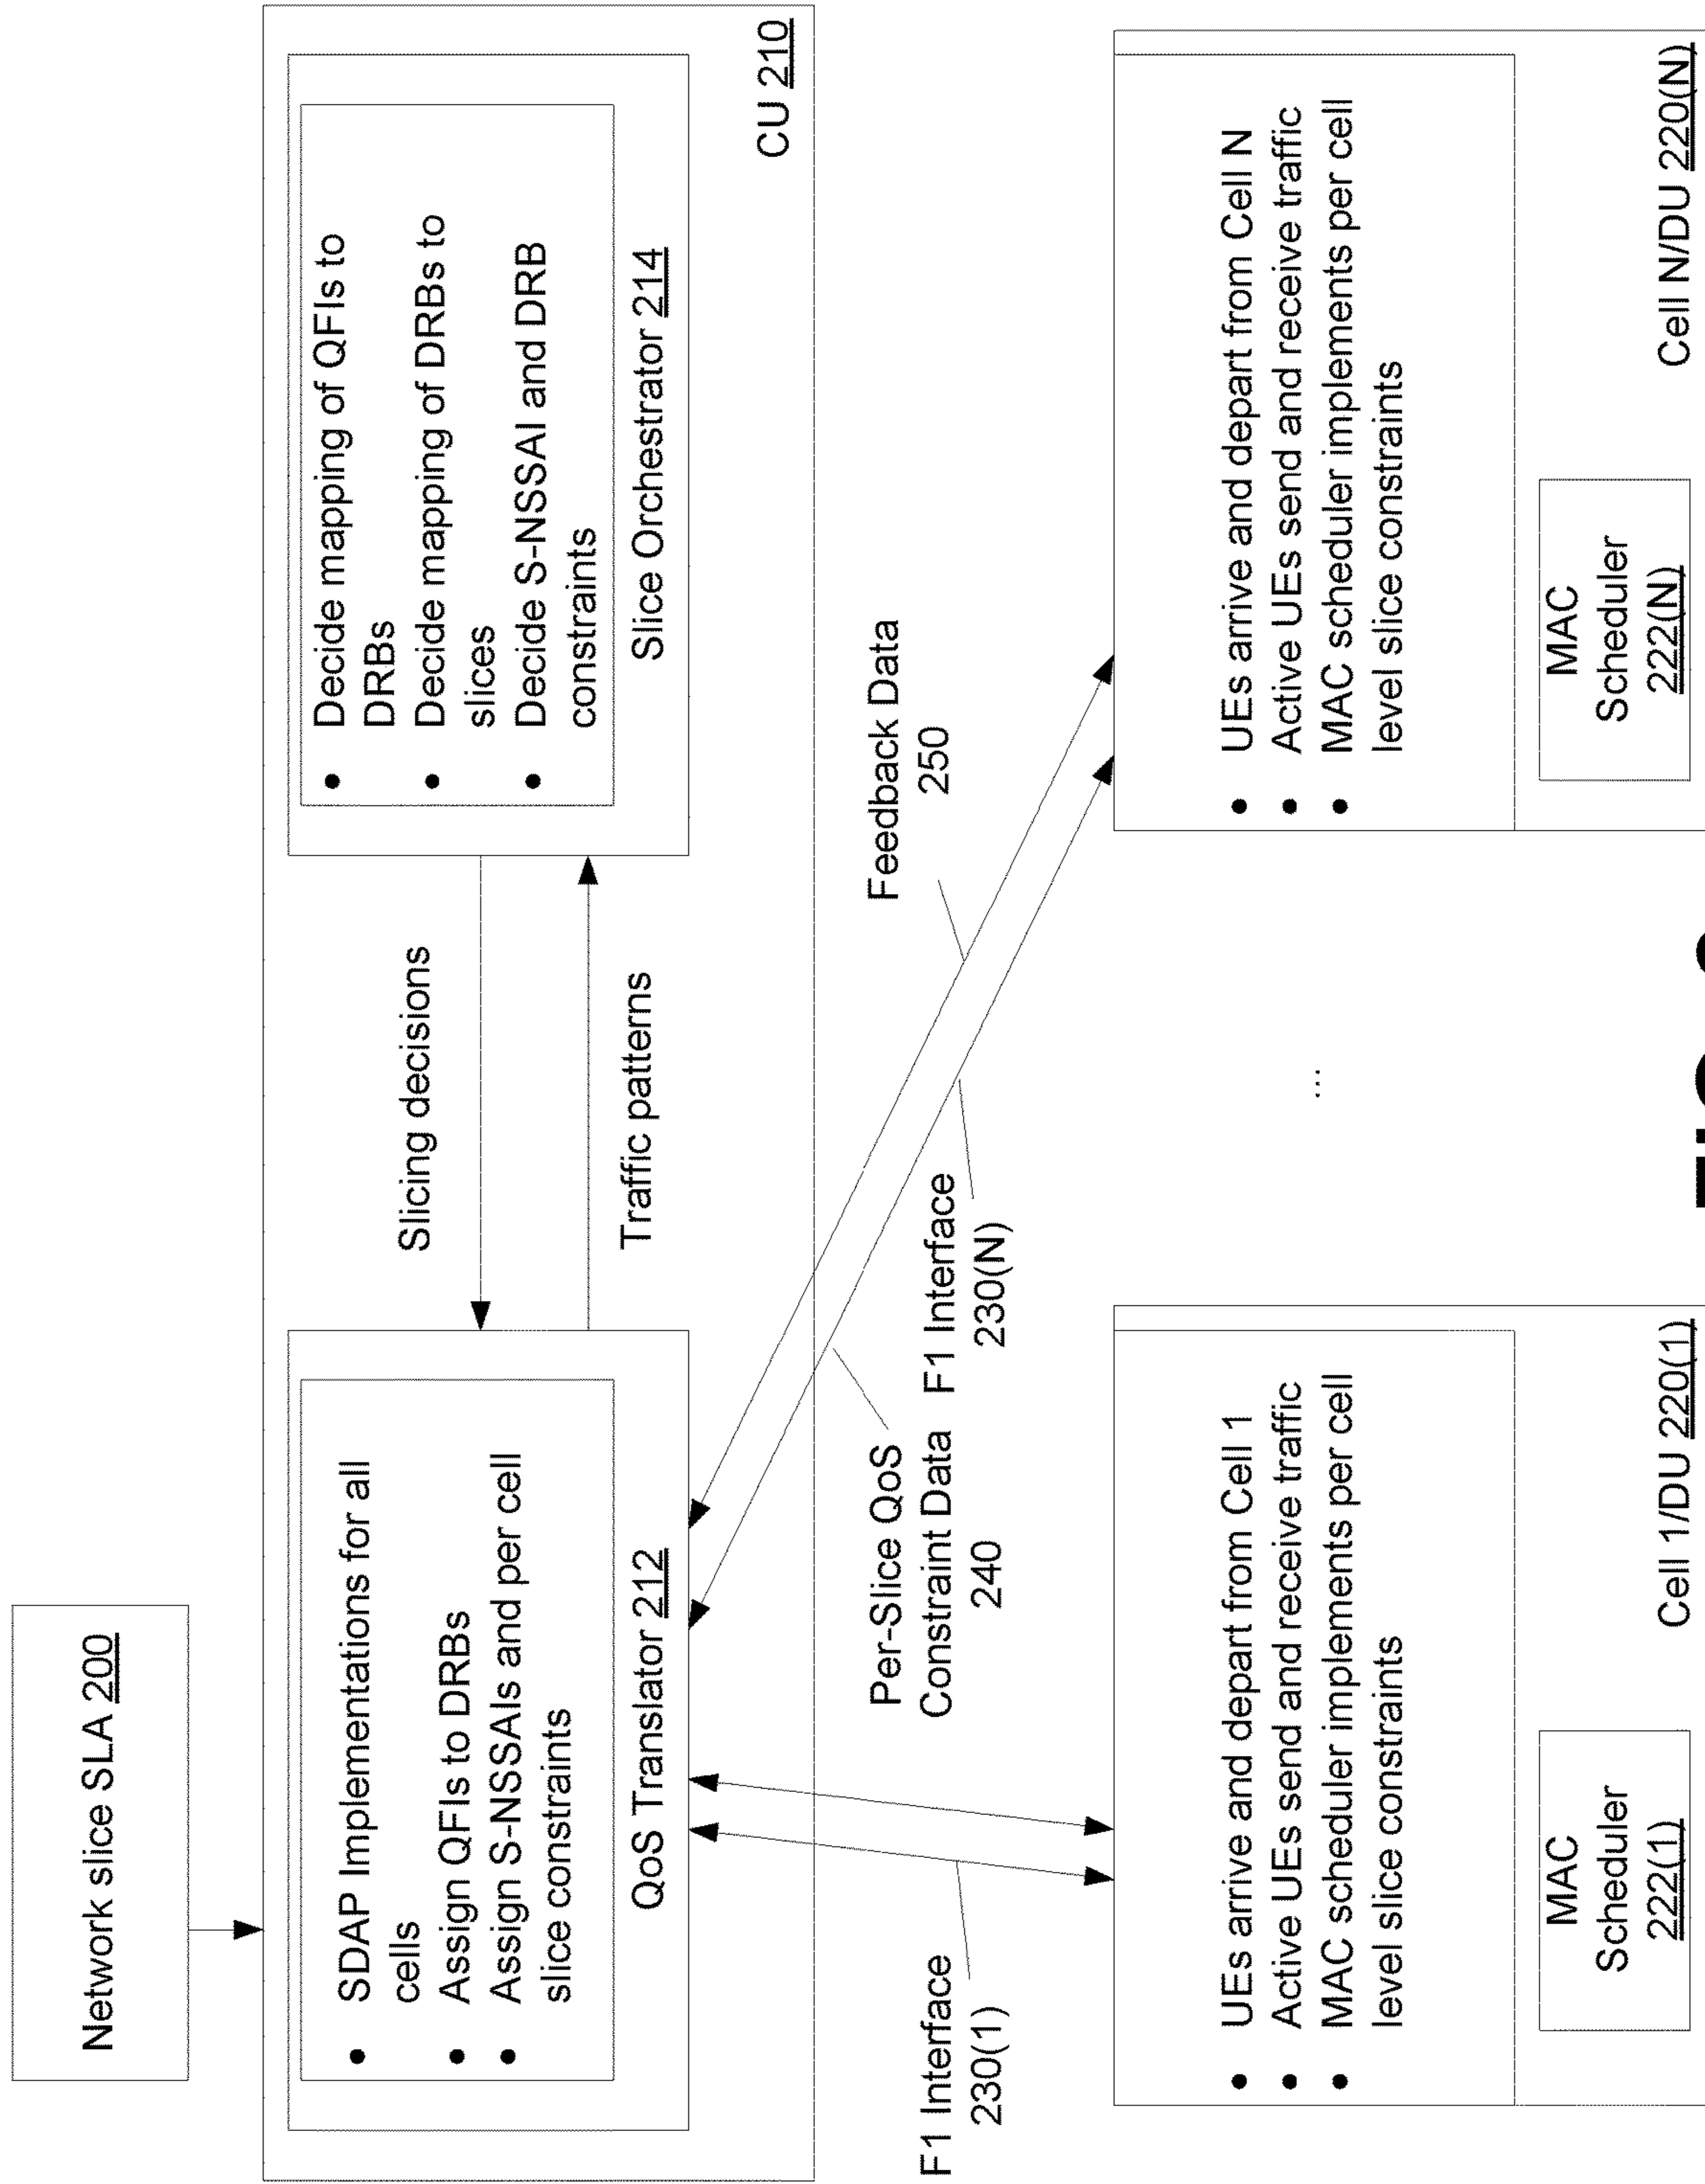 Network slice SLA 200
• SDAP Implementations for all
cells
• Assign QFIs to DRBs
• Assign S-NSSAIs and per cell
slice constraints
QoS Translator 212
Slicing decisions
Traffic patterns
• Decide mapping of QFIs to
DRBs
• Decide mapping of DRBs to
slices
• Decide S-NSSAI and DRB
constraints
Slice Orchestrator 214
CU 210
F1 Interface
230(1)
Per-Slice QoS
Constraint Data
240
F1 Interface
230(N)
Feedback Data
250
• UEs arrive and depart from Cell 1
• Active UEs send and receive traffic
• MAC scheduler implements per cell
level slice constraints
MAC
Scheduler
222(1)
Cell 1/DU 220(1)
...
• UEs arrive and depart from Cell N
• Active UEs send and receive traffic
• MAC scheduler implements per cell
level slice constraints
MAC
Scheduler
222(N)
Cell N/DU 220(N)